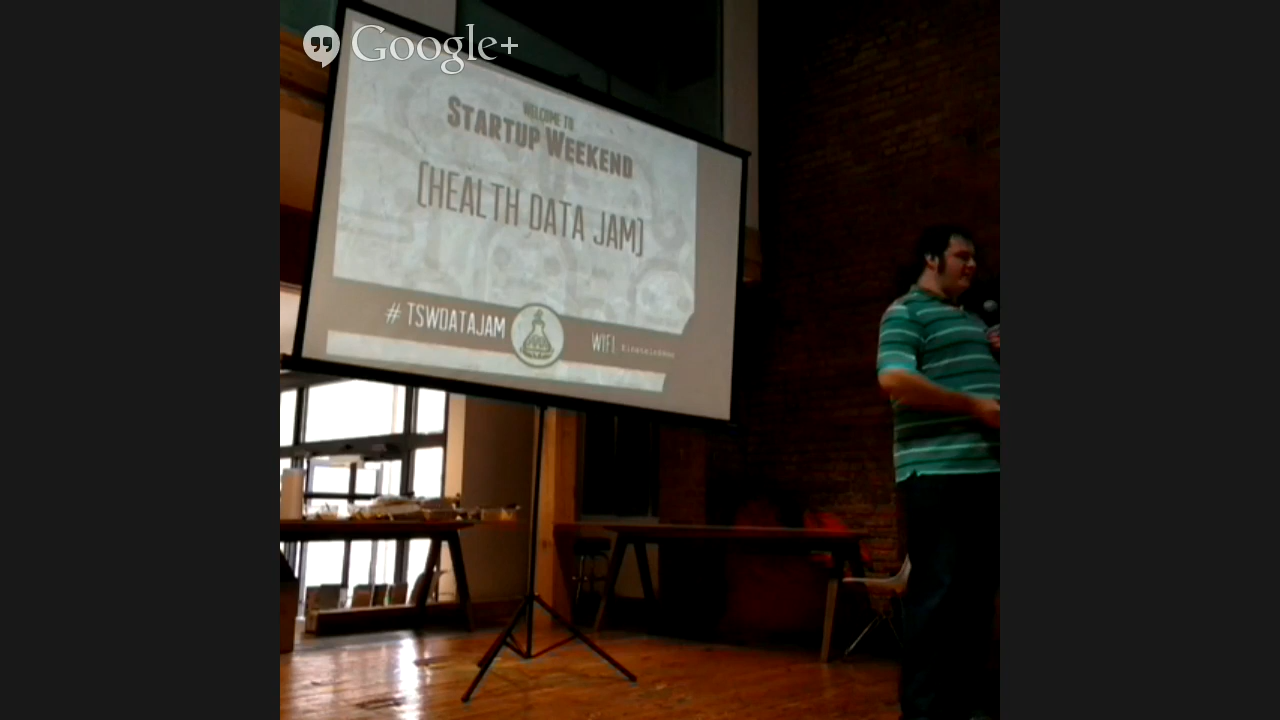 Google+
WELCOME TO
STARTUP WEEKEND
[HEALTH DATA JAM]
# TSWDATAJAM
WIFI